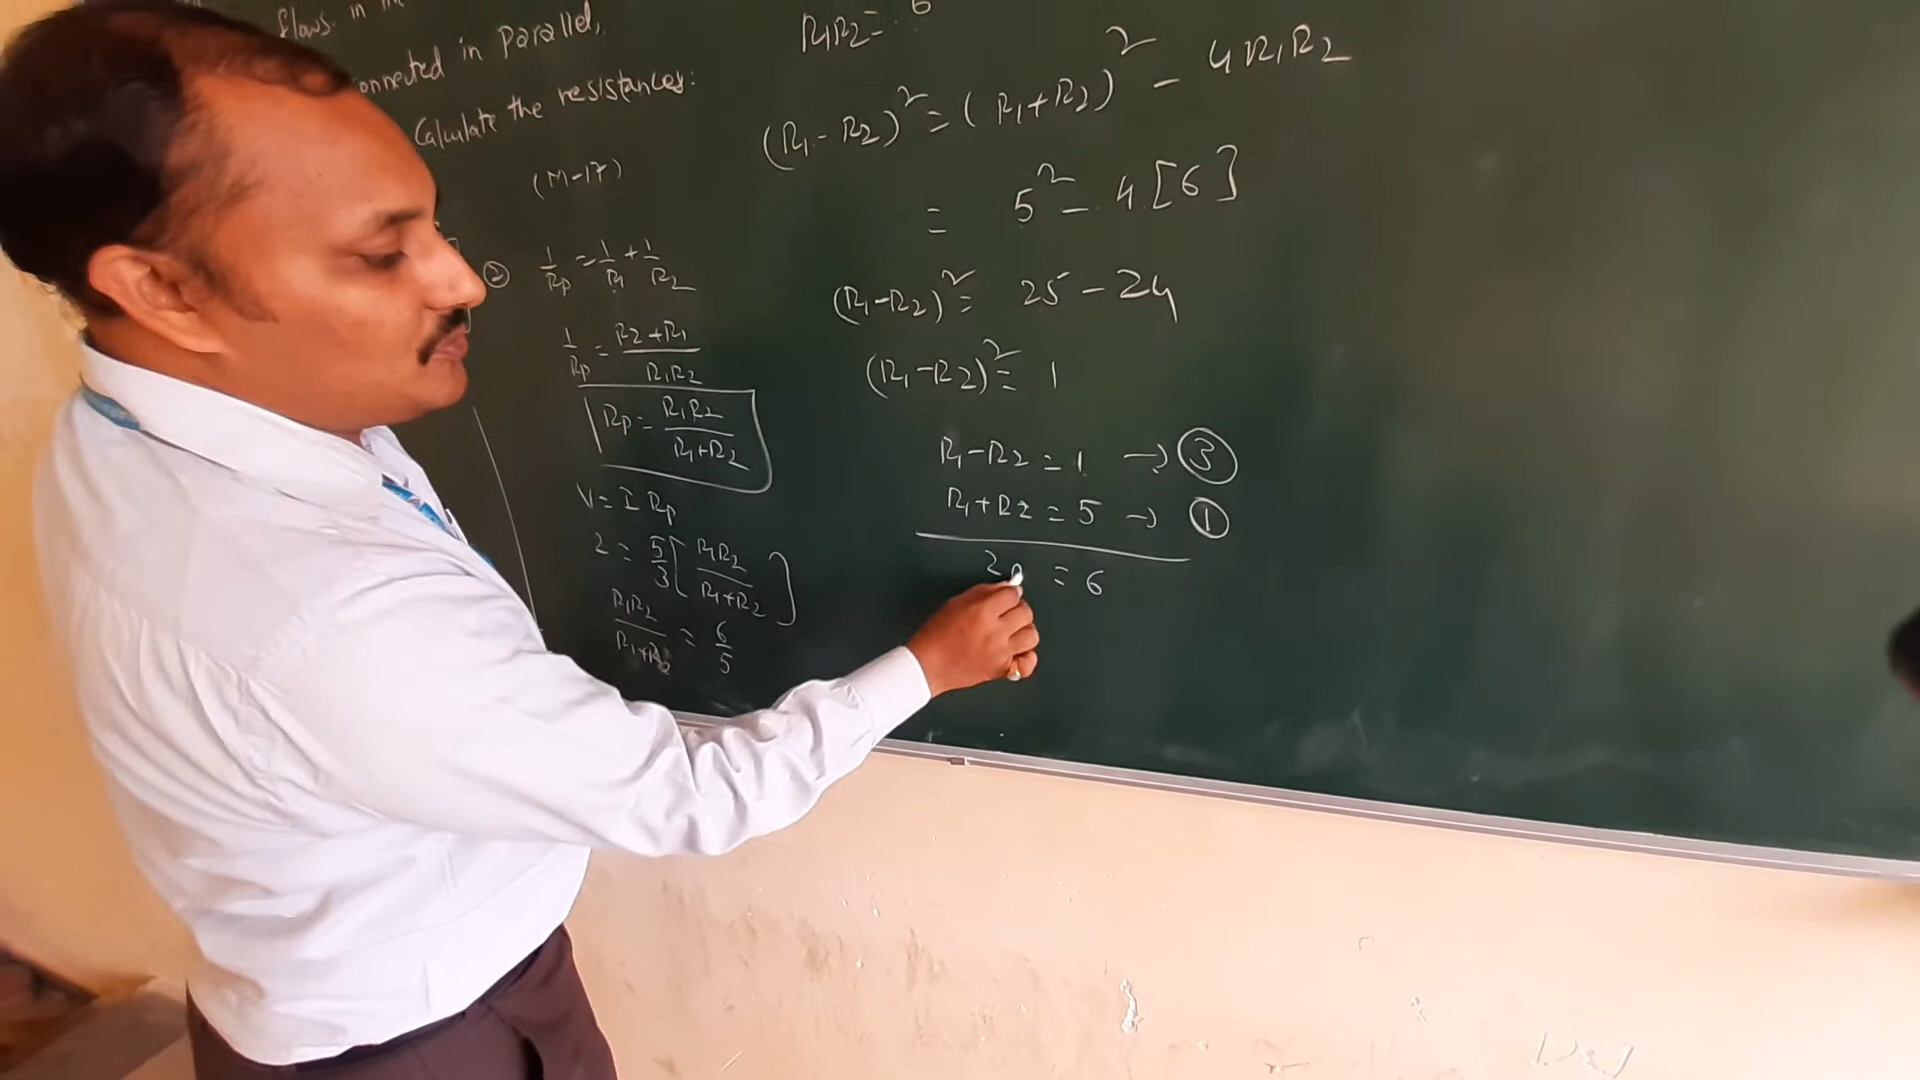 flows in
connected in parallel,
Calculate the resistances:
(M-17)
② 1/Rp = 1/R1 + 1/R2
1/Rp = R2+R1/R1R2
Rp = R1R2/R1+R2
V = I Rp
2 = 5/3 [R1R2/R1+R2]
R1R2/R1+R2 = 6/5
R1R2 = 6
(R1-R2)² = (R1+R2)² - 4R1R2
= 5² - 4[6]
(R1-R2)² = 25-24
(R1-R2)² = 1
R1-R2 = 1 → ③
R1+R2 = 5 → ①
2R = 6